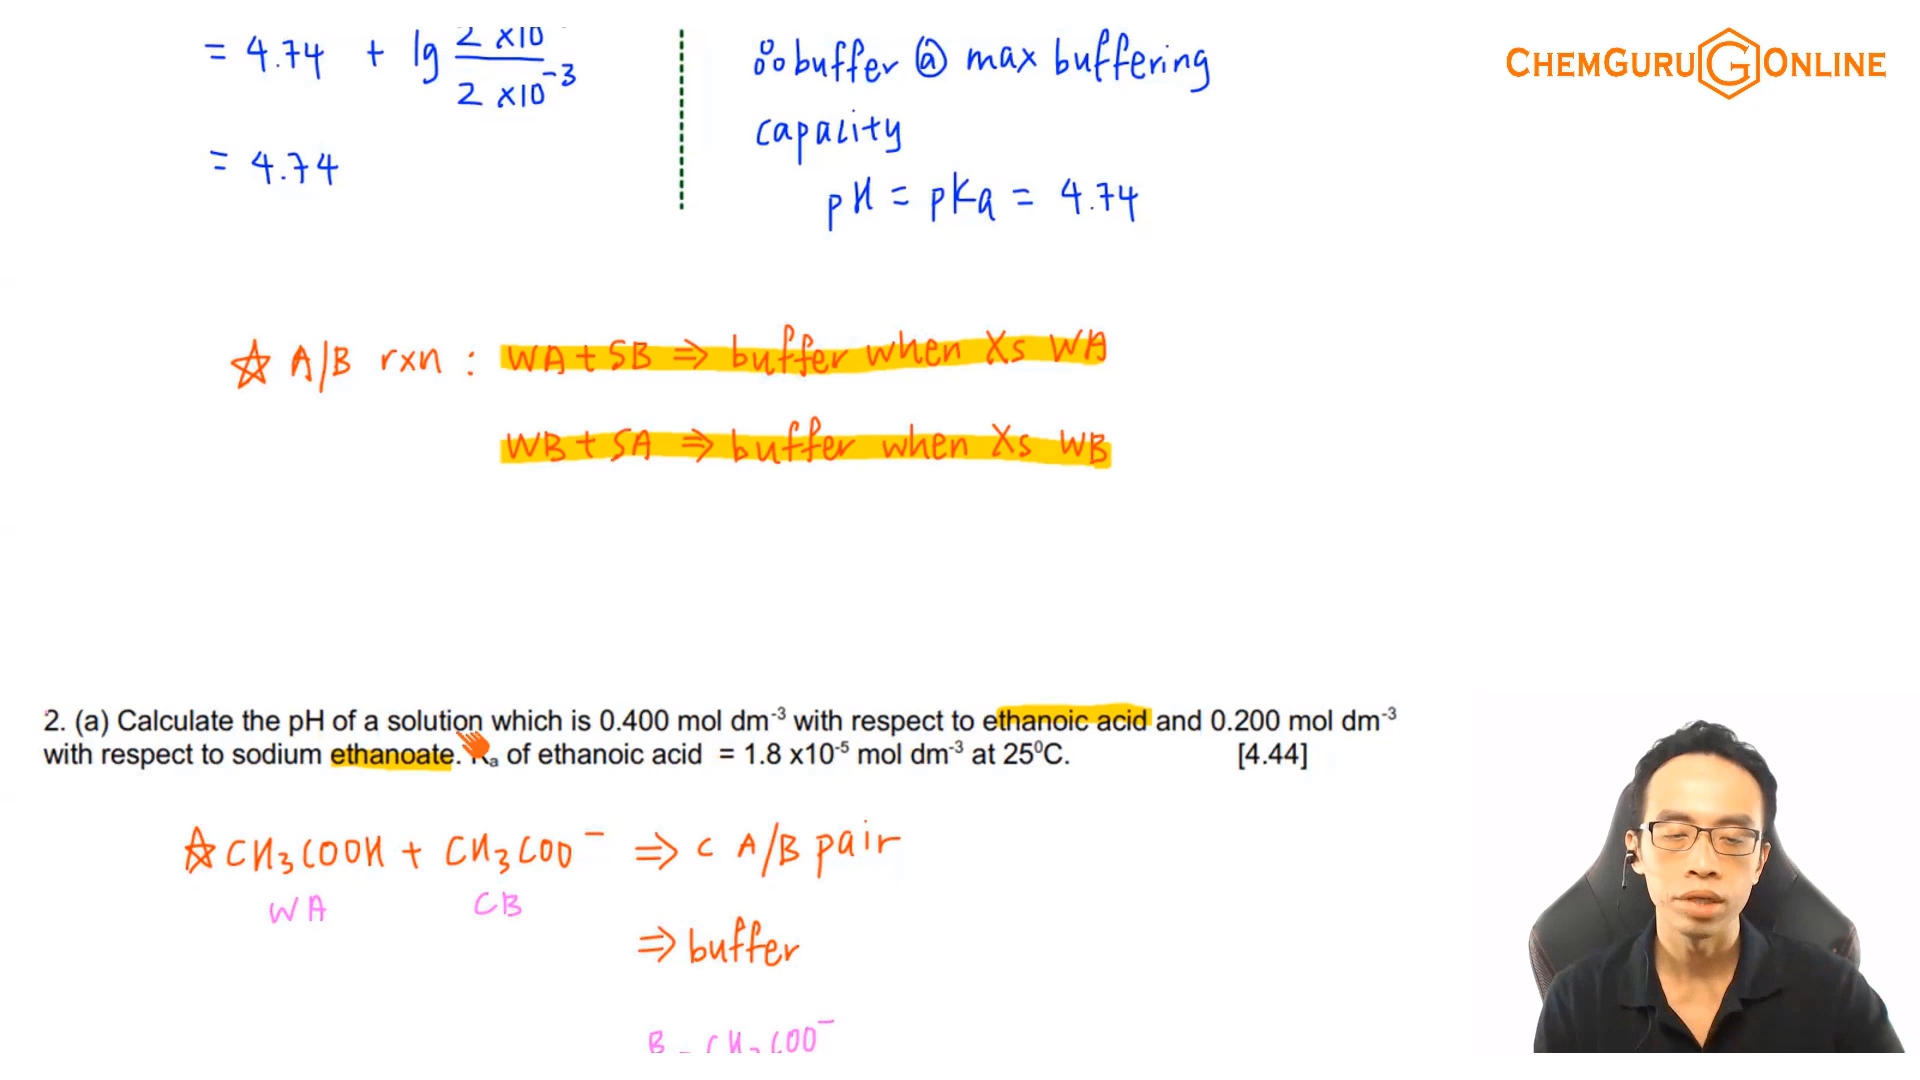 = 4.74 + lg 2 x10 / 2 x10⁻³
= 4.74
∴ buffer @ max buffering
capacity
pH = pKa = 4.74
CHEMGURU G ONLINE
☆ A/B rxn : WA + SB ⇒ buffer when Xs WA
WB + SA ⇒ buffer when Xs WB
2. (a) Calculate the pH of a solution which is 0.400 mol dm⁻³ with respect to ethanoic acid and 0.200 mol dm⁻³
with respect to sodium ethanoate. Kₐ of ethanoic acid = 1.8 x10⁻⁵ mol dm⁻³ at 25⁰C. [4.44]
☆ CH₃COOH + CH₃COO⁻ ⇒ C A/B pair
WA CB
⇒ buffer
B - CH₃COO⁻